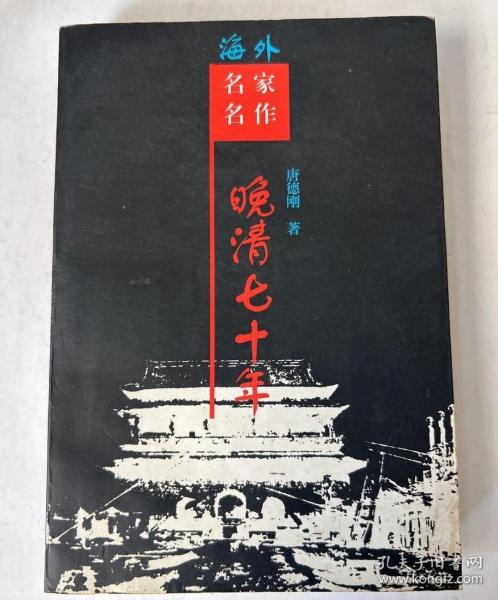 海外
名家
名作
唐德刚 著
晚清七十年
孔夫子旧书网
www.kongfz.com